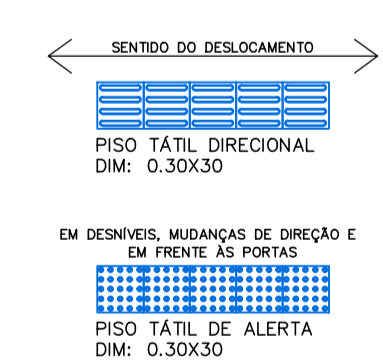 SENTIDO DO DESLOCAMENTO
PISO TÁTIL DIRECIONAL
DIM: 0.30X30
EM DESNÍVEIS, MUDANÇAS DE DIREÇÃO E
EM FRENTE ÀS PORTAS
PISO TÁTIL DE ALERTA
DIM: 0.30X30